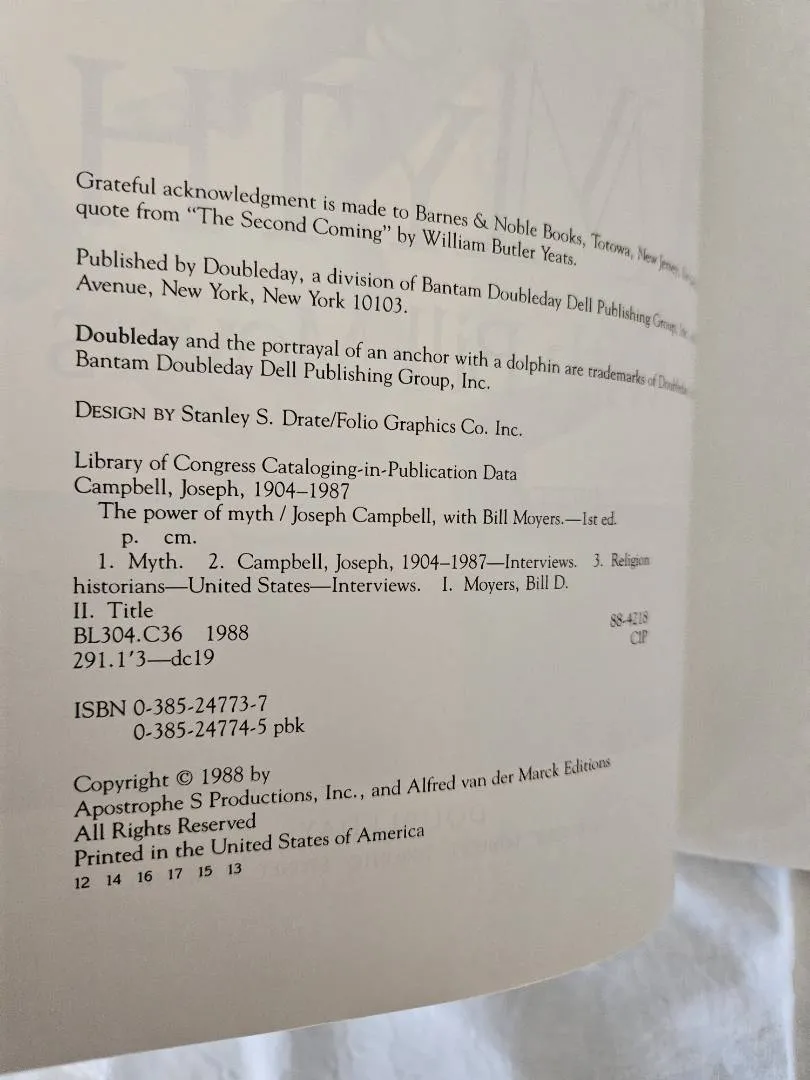 Grateful acknowledgment is made to Barnes & Noble Books, Totowa, New Jersey,
quote from “The Second Coming” by William Butler Yeats.
Published by Doubleday, a division of Bantam Doubleday Dell Publishing Group,
Avenue, New York, New York 10103.
Doubleday and the portrayal of an anchor with a dolphin are trademarks of Doubleday
Bantam Doubleday Dell Publishing Group, Inc.
DESIGN BY Stanley S. Drate/Folio Graphics Co. Inc.
Library of Congress Cataloging-in-Publication Data
Campbell, Joseph, 1904–1987
The power of myth / Joseph Campbell, with Bill Moyers.—1st ed.
p. cm.
1. Myth. 2. Campbell, Joseph, 1904–1987—Interviews. 3. Religion
historians—United States—Interviews. I. Moyers, Bill D.
II. Title
BL304.C36 1988 88-4218
291.1′3—dc19 CIP
ISBN 0-385-24773-7
0-385-24774-5 pbk
Copyright © 1988 by
Apostrophe S Productions, Inc., and Alfred van der Marck Editions
All Rights Reserved
Printed in the United States of America
12 14 16 17 15 13